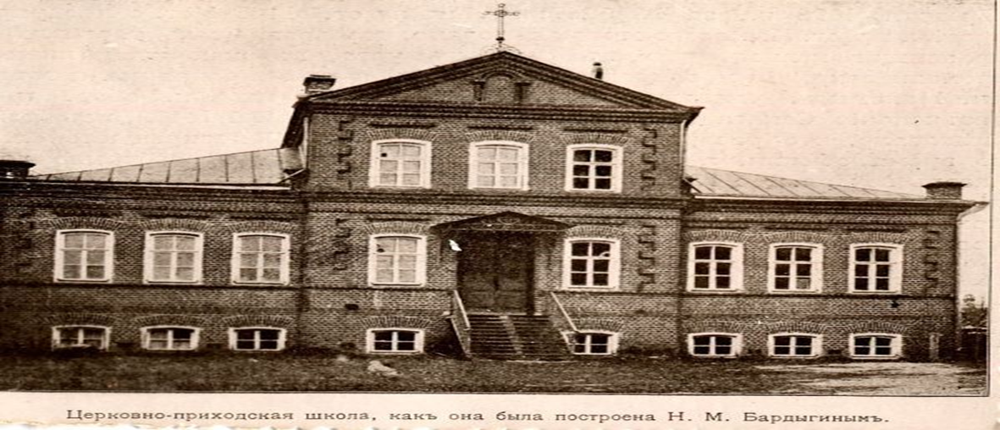 Церковно-приходская школа, какъ она была построена Н. М. Бардыгинымъ.